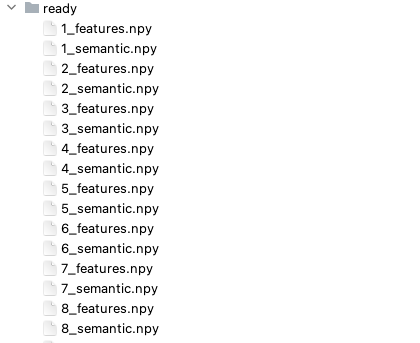 ready
1_features.npy
1_semantic.npy
2_features.npy
2_semantic.npy
3_features.npy
3_semantic.npy
4_features.npy
4_semantic.npy
5_features.npy
5_semantic.npy
6_features.npy
6_semantic.npy
7_features.npy
7_semantic.npy
8_features.npy
8_semantic.npy